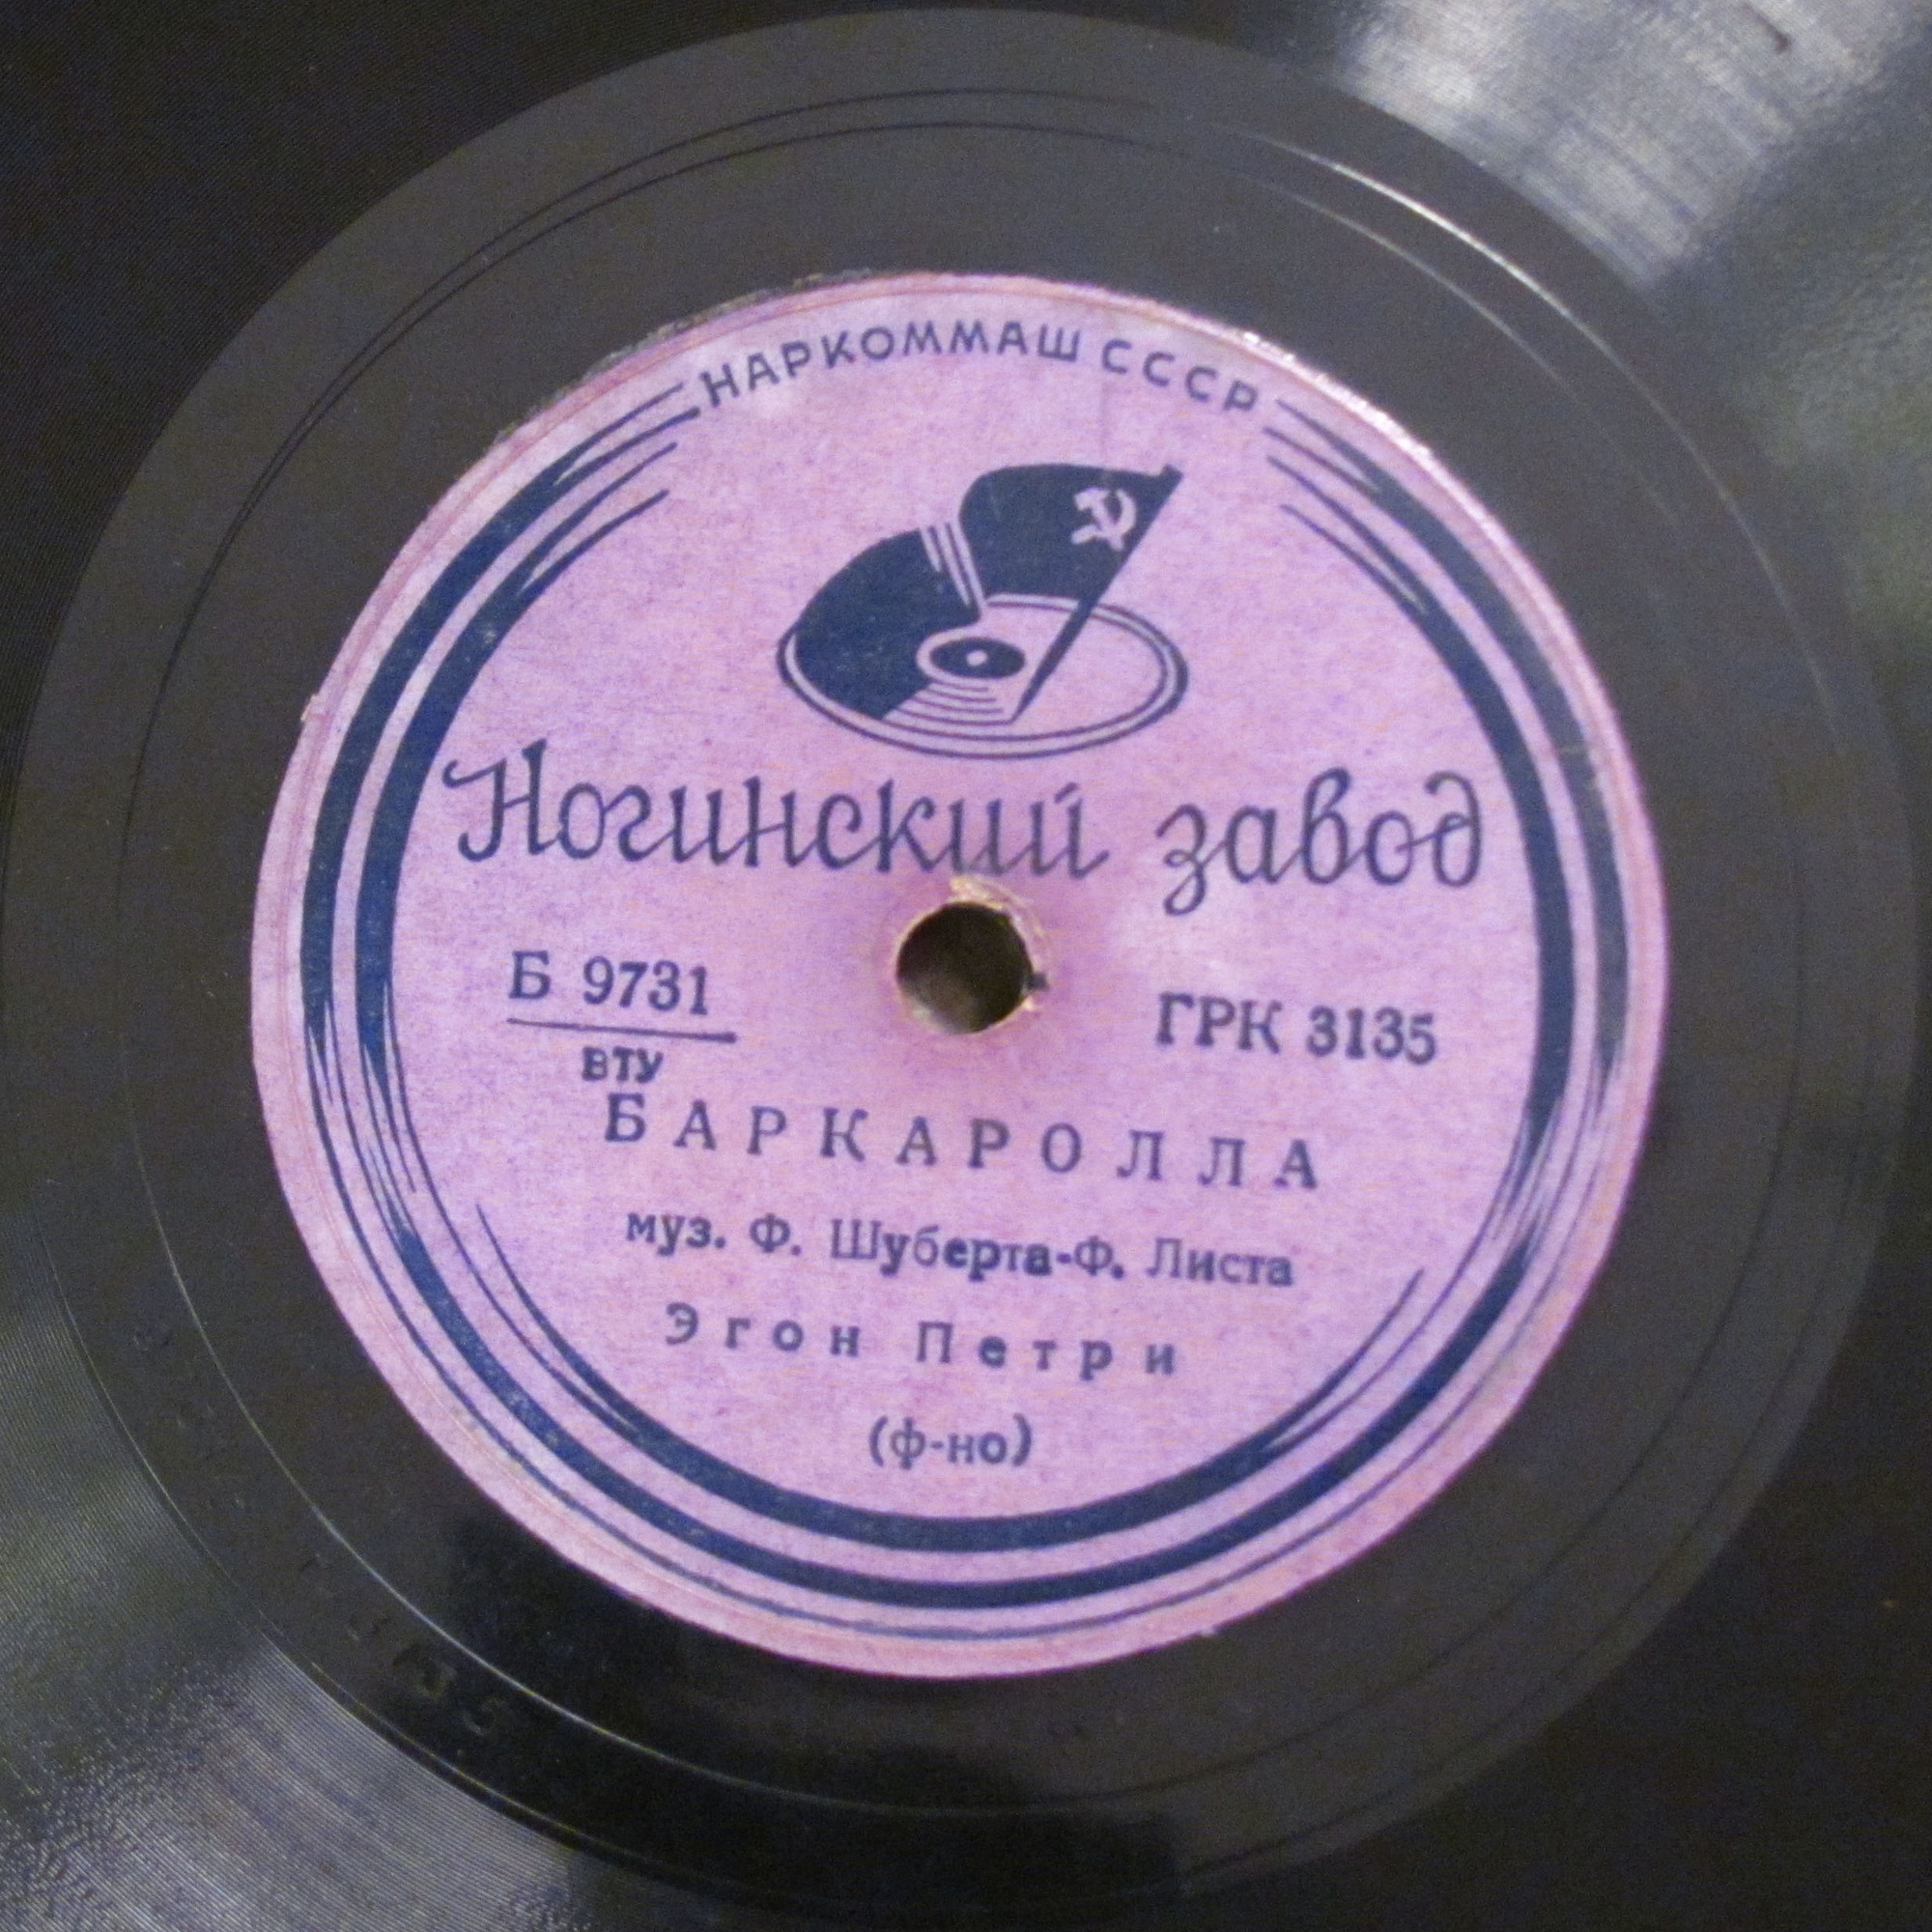 НАРКОММАШ СССР
Ногинский завод
Б 9731 ГРК 3135
ВТУ
БАРКАРОЛЛА
муз. Ф. Шуберта-Ф. Листа
Эгон Петри
(ф-но)